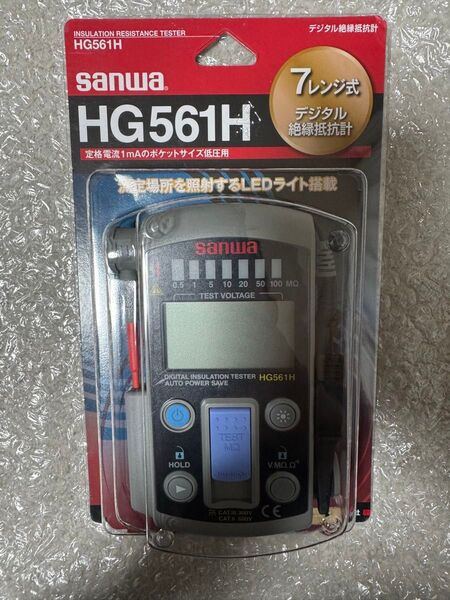 INSULATION RESISTANCE TESTER
HG561H
デジタル絶縁抵抗計
sanwa®
HG561H
定格電流1mAのポケットサイズ低圧用
7レンジ式
デジタル
絶縁抵抗計
測定場所を照射するLEDライト搭載
sanwa
0.5 1 5 10 20 50 100 MΩ
TEST VOLTAGE
DIGITAL INSULATION TESTER HG561H
AUTO POWER SAVE
TEST
MΩ
HOLD
V.MΩ.Ω
CAT.III 300V
CAT.II 600V
CE